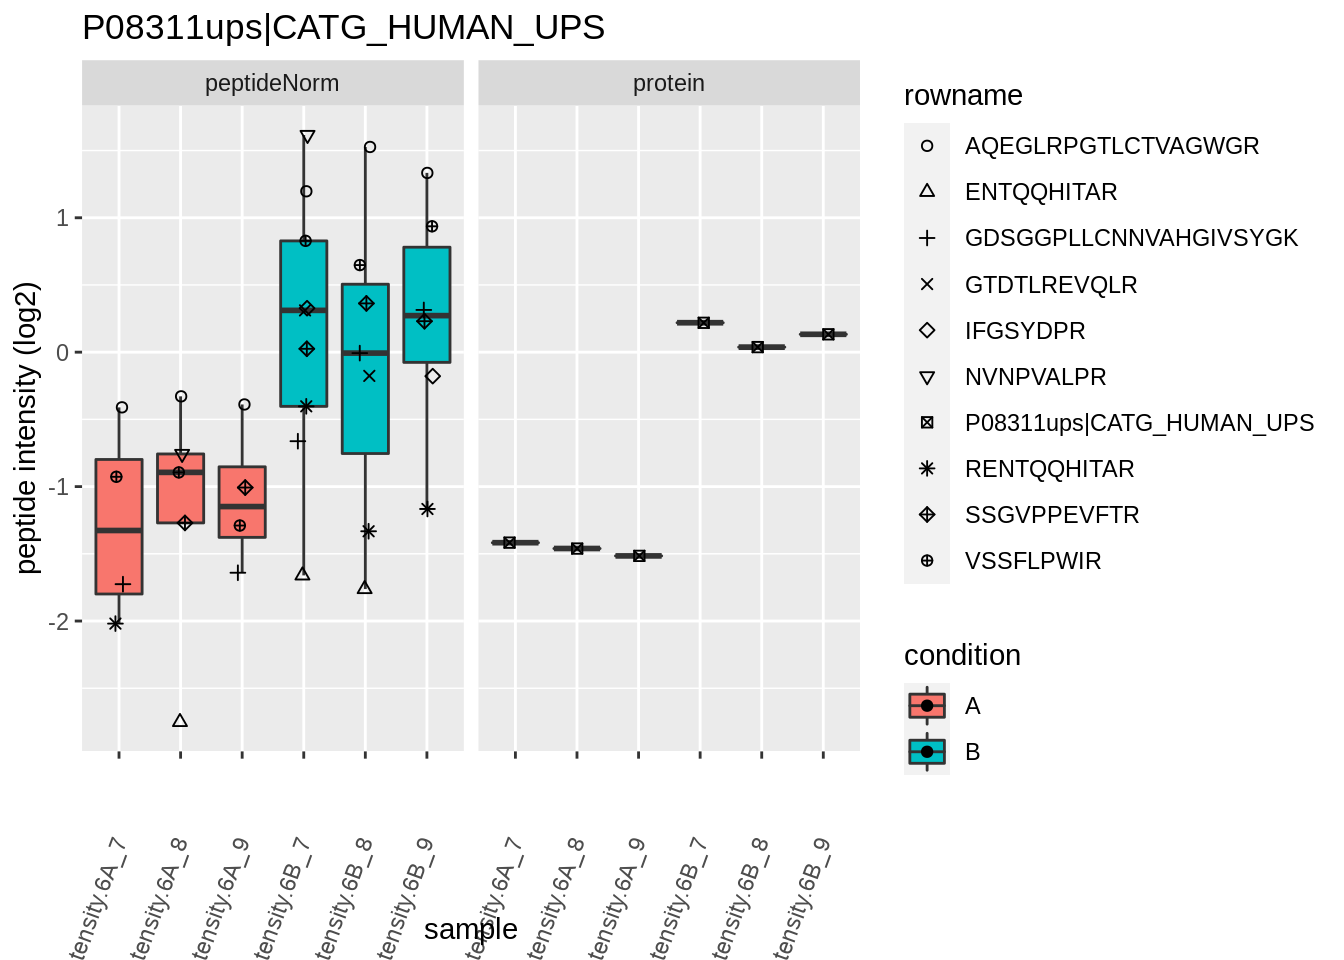 P08311ups|CATG_HUMAN_UPS
peptideNorm
protein
peptide intensity (log2)
1
0
-1
-2
tensity.6A_7
tensity.6A_8
tensity.6A_9
tensity.6B_7
tensity.6B_8
tensity.6B_9
tensity.6A_7
tensity.6A_8
tensity.6A_9
tensity.6B_7
tensity.6B_8
tensity.6B_9
sample
rowname
AQEGLRPGTLCTVAGWGR
ENTQQHITAR
GDSGGPLLCNNVAHGIVSYGK
GTDTLREVQLR
IFGSYDPR
NVNPVALPR
P08311ups|CATG_HUMAN_UPS
RENTQQHITAR
SSGVPPEVFTR
VSSFLPWIR
condition
A
B